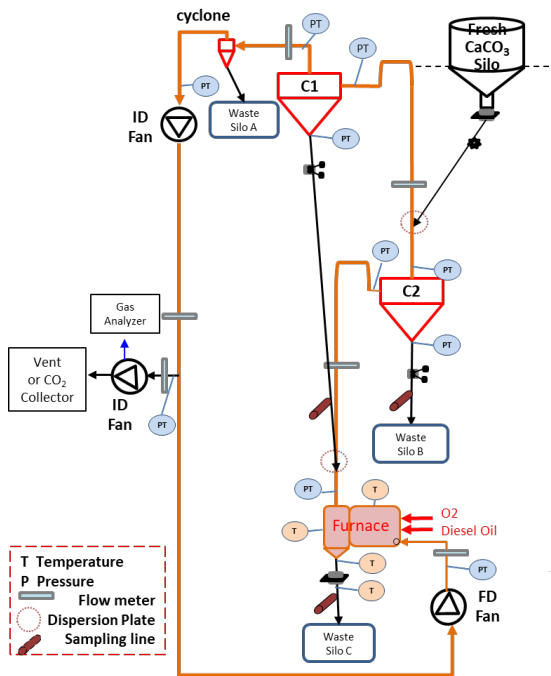 cyclone
PT
PT
Fresh
CaCO3
Silo
PT
C1
Waste
Silo A
ID
Fan
PT
PT
C2
PT
PT
Gas
Analyzer
Vent
or CO2
Collector
ID
Fan
PT
Waste
Silo B
PT
T
T
Furnace
O2
Diesel Oil
T
T
PT
FD
Fan
Waste
Silo C
T Temperature
P Pressure
Flow meter
Dispersion Plate
Sampling line